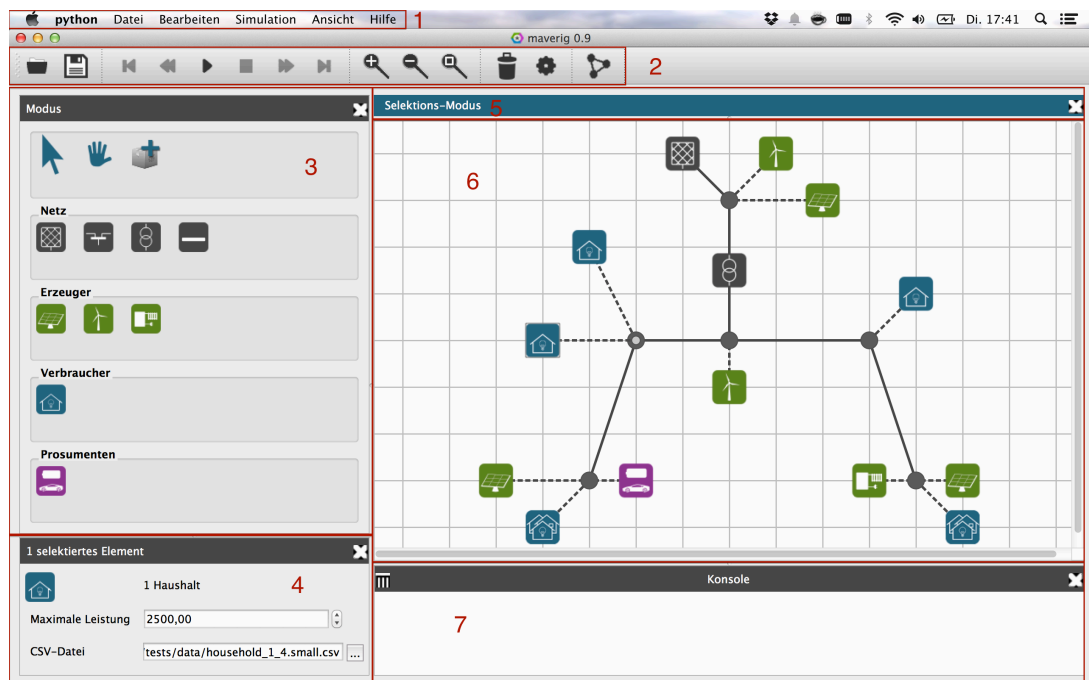 python Datei Bearbeiten Simulation Ansicht Hilfe 1
Di. 17:41
maverig 0.9
2
Modus
Selektions-Modus 5
3
6
Netz
Erzeuger
Verbraucher
Prosumenten
1 selektiertes Element
1 Haushalt
4
Maximale Leistung 2500,00
CSV-Datei 'tests/data/household_1_4.small.csv ...
Konsole
7